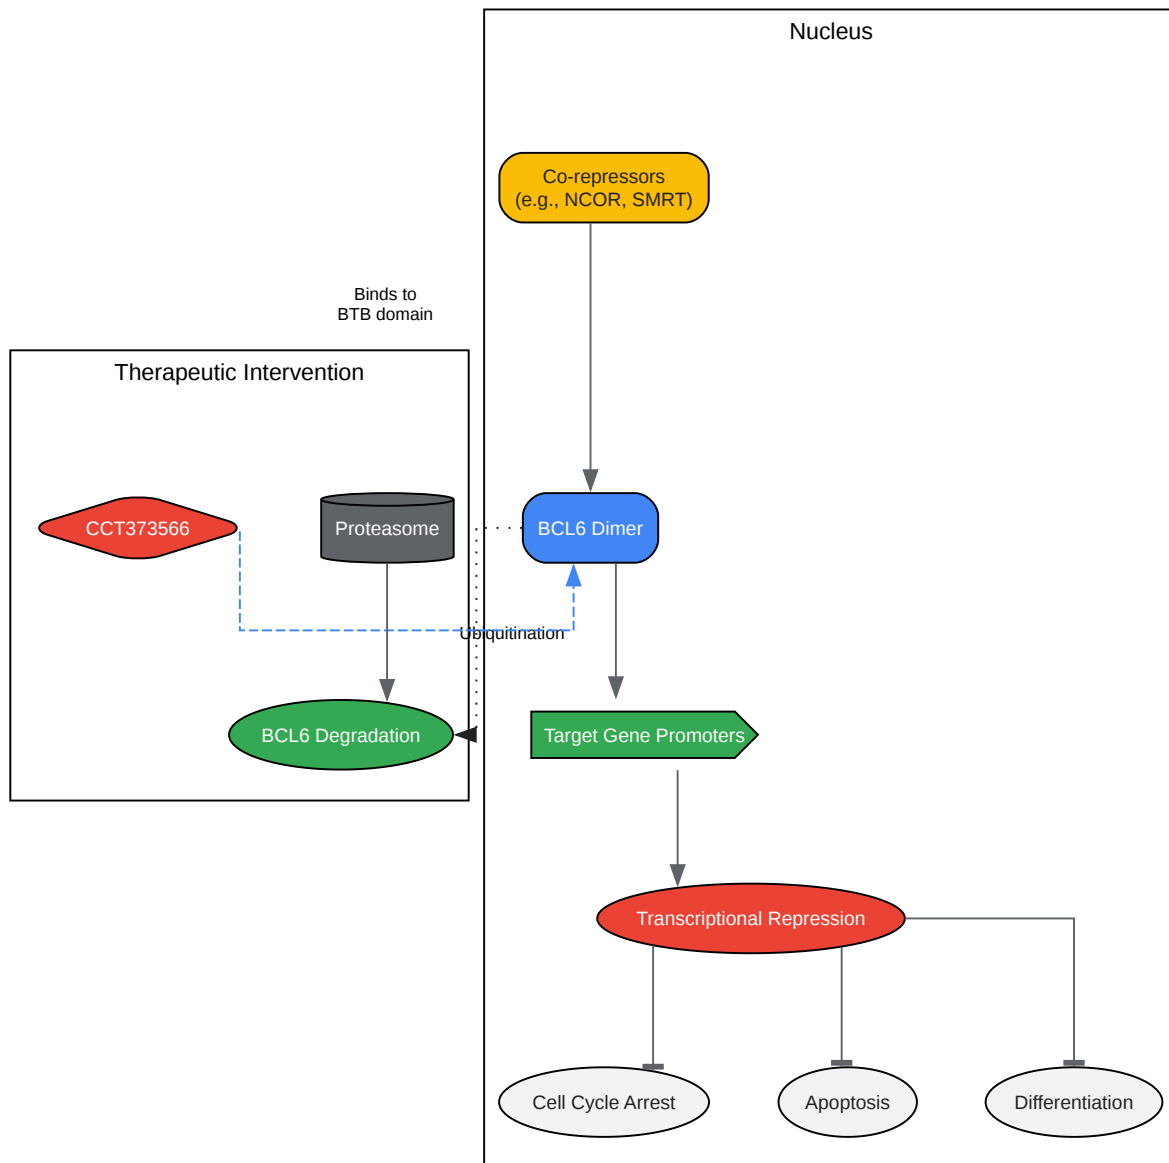 Nucleus
Co-repressors
(e.g., NCOR, SMRT)
Binds to
BTB domain
Therapeutic Intervention
CCT373566
Proteasome
BCL6 Dimer
Ubiquitination
BCL6 Degradation
Target Gene Promoters
Transcriptional Repression
Cell Cycle Arrest
Apoptosis
Differentiation